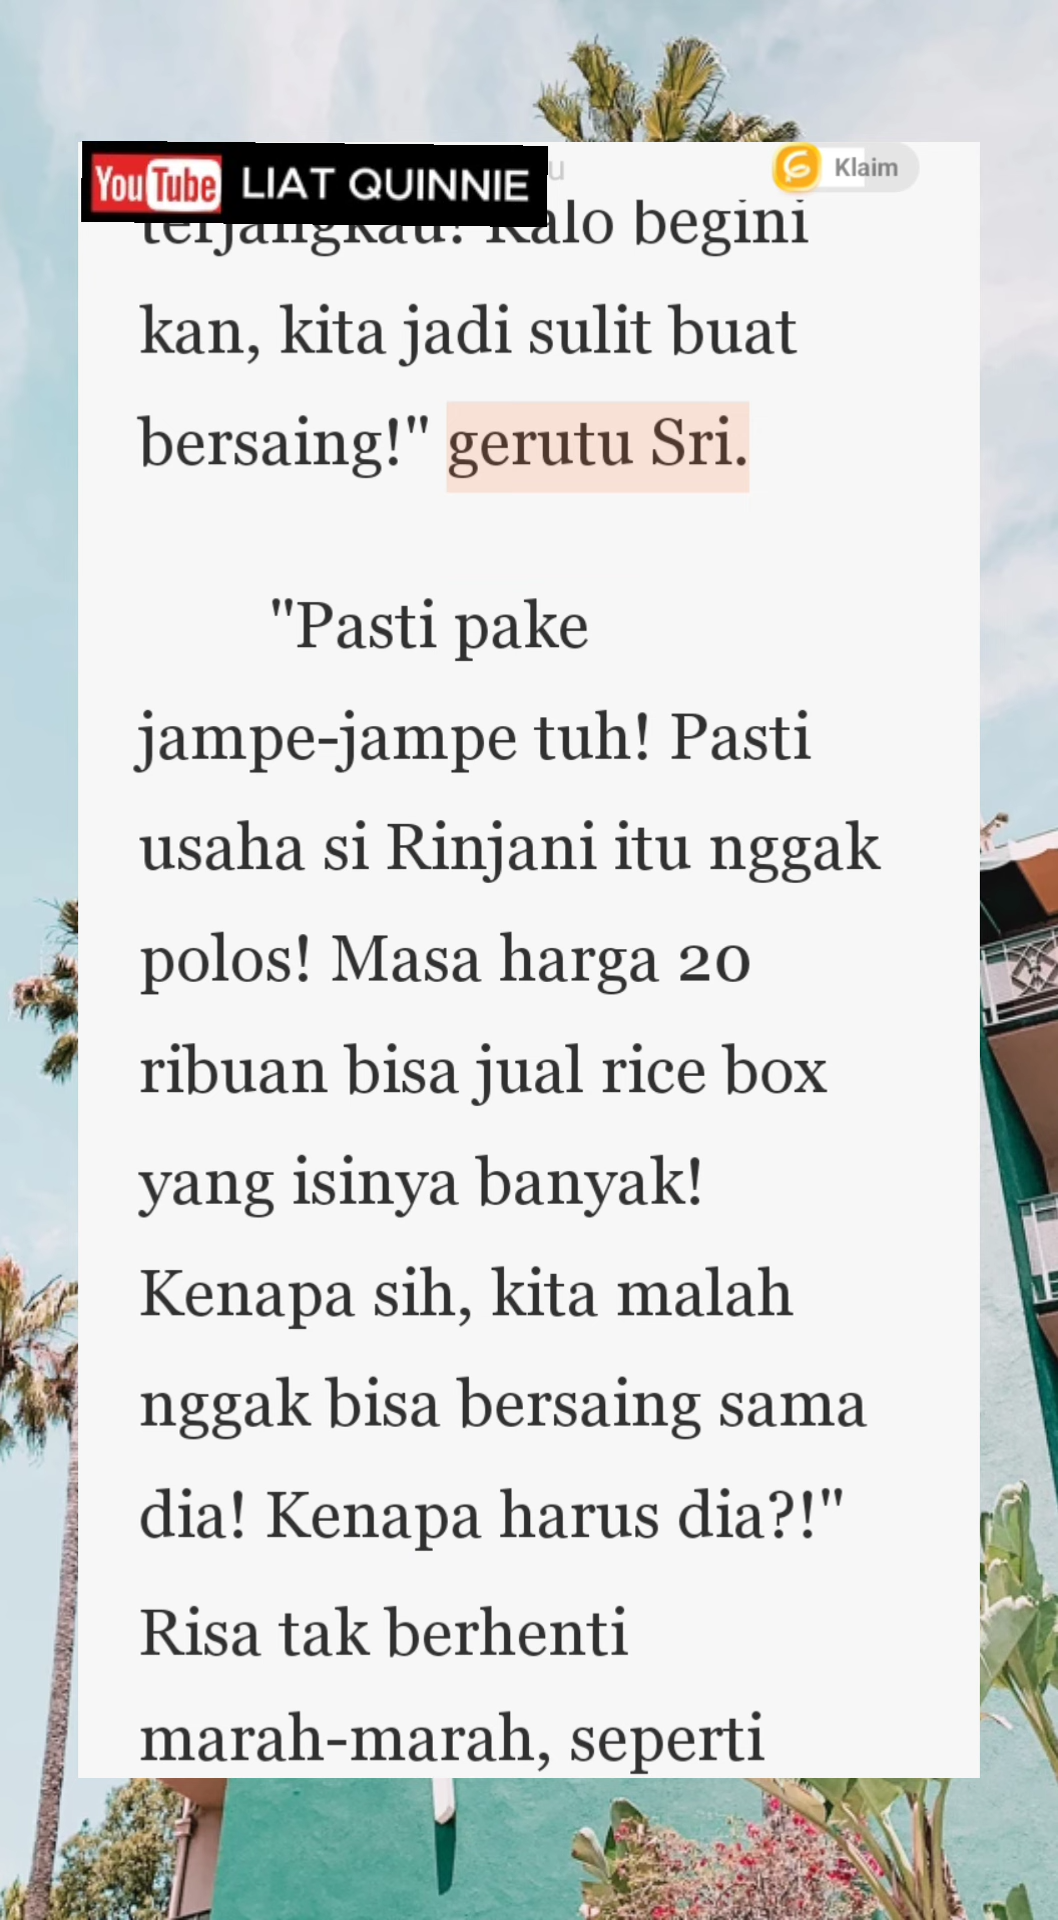 YouTube LIAT QUINNIE
Klaim
terjangkau! Kalo begini
kan, kita jadi sulit buat
bersaing!" gerutu Sri.
"Pasti pake
jampe-jampe tuh! Pasti
usaha si Rinjani itu nggak
polos! Masa harga 20
ribuan bisa jual rice box
yang isinya banyak!
Kenapa sih, kita malah
nggak bisa bersaing sama
dia! Kenapa harus dia?!"
Risa tak berhenti
marah-marah, seperti